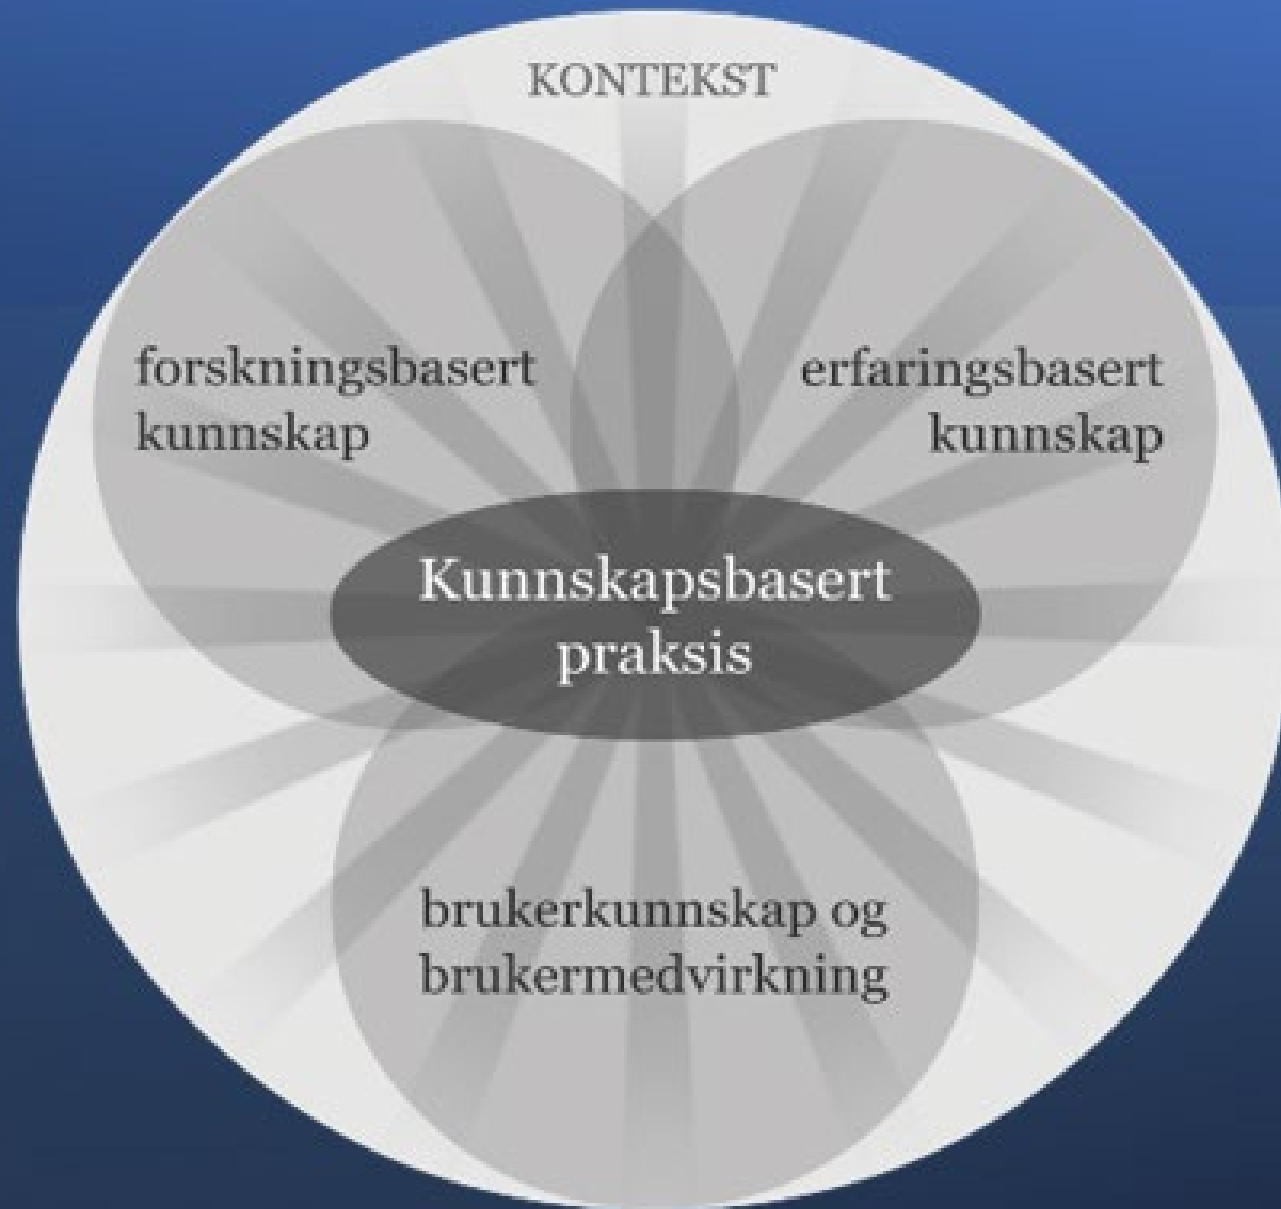 KONTEKST
forskningsbasert
kunnskap
erfaringsbasert
kunnskap
Kunnskapsbasert
praksis
brukerkunnskap og
brukermedvirkning